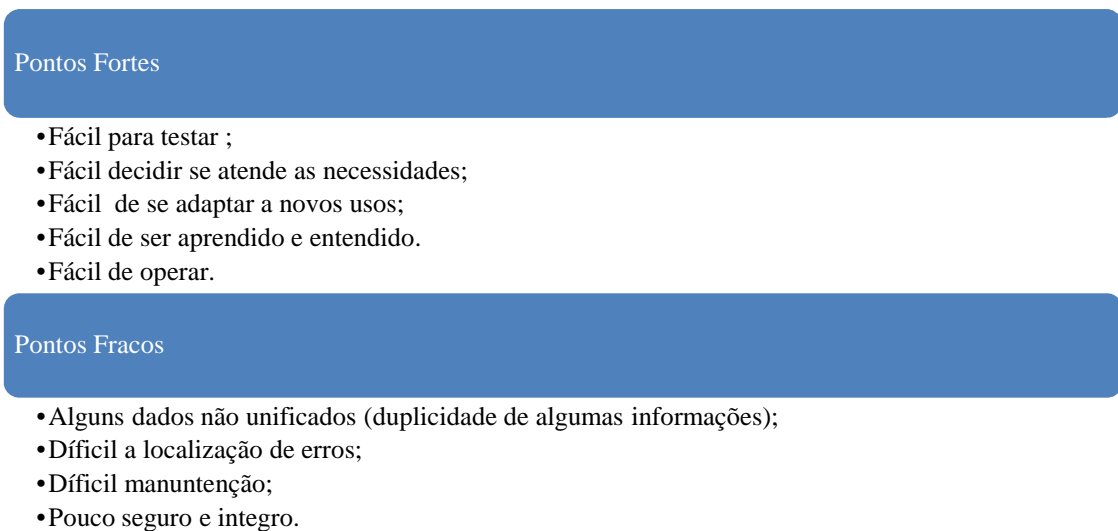 Pontos Fortes
•Fácil para testar ;
•Fácil decidir se atende as necessidades;
•Fácil  de se adaptar a novos usos;
•Fácil de ser aprendido e entendido.
•Fácil de operar.
Pontos Fracos
•Alguns dados não unificados (duplicidade de algumas informações);
•Díficil a localização de erros;
•Díficil manuntenção;
•Pouco seguro e integro.